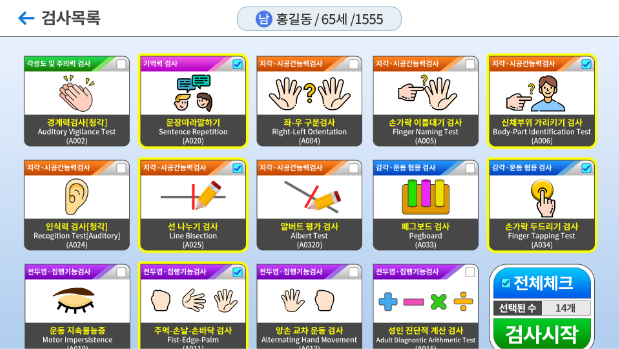 검사목록
남 홍길동 / 65세 /1555
각성도 및 주의력 검사
경계력검사[청각]
Auditory Vigilance Test
(A002)
기억력 검사
문장따라말하기
Sentence Repetition
(A020)
지각·시공간능력검사
좌·우 구분검사
Right-Left Orientation
(A004)
지각·시공간능력검사
손가락 이름대기 검사
Finger Naming Test
(A005)
지각·시공간능력검사
신체부위 가리키기 검사
Body-Part Identification Test
(A006)
지각·시공간능력검사
인식력 검사[청각]
Recogition Test[Auditory]
(A024)
지각·시공간능력검사
선 나누기 검사
Line Bisection
(A025)
지각·시공간능력검사
알버트 평가 검사
Albert Test
(A0320)
감각·운동 협응 검사
페그보드 검사
Pegboard
(A033)
감각·운동 협응 검사
손가락 두드리기 검사
Finger Tapping Test
(A034)
전두엽·집행기능검사
운동 지속불능증
Motor Impersistence
(A010)
전두엽·집행기능검사
주먹-손날-손바닥 검사
Fist-Edge-Palm
(A011)
전두엽·집행기능검사
양손 교차 운동 검사
Alternating Hand Movement
(A012)
전두엽·집행기능검사
성인 진단적 계산 검사
Adult Diagnostic Arithmetic Test
(A015)
전체체크
선택된 수 14개
검사시작